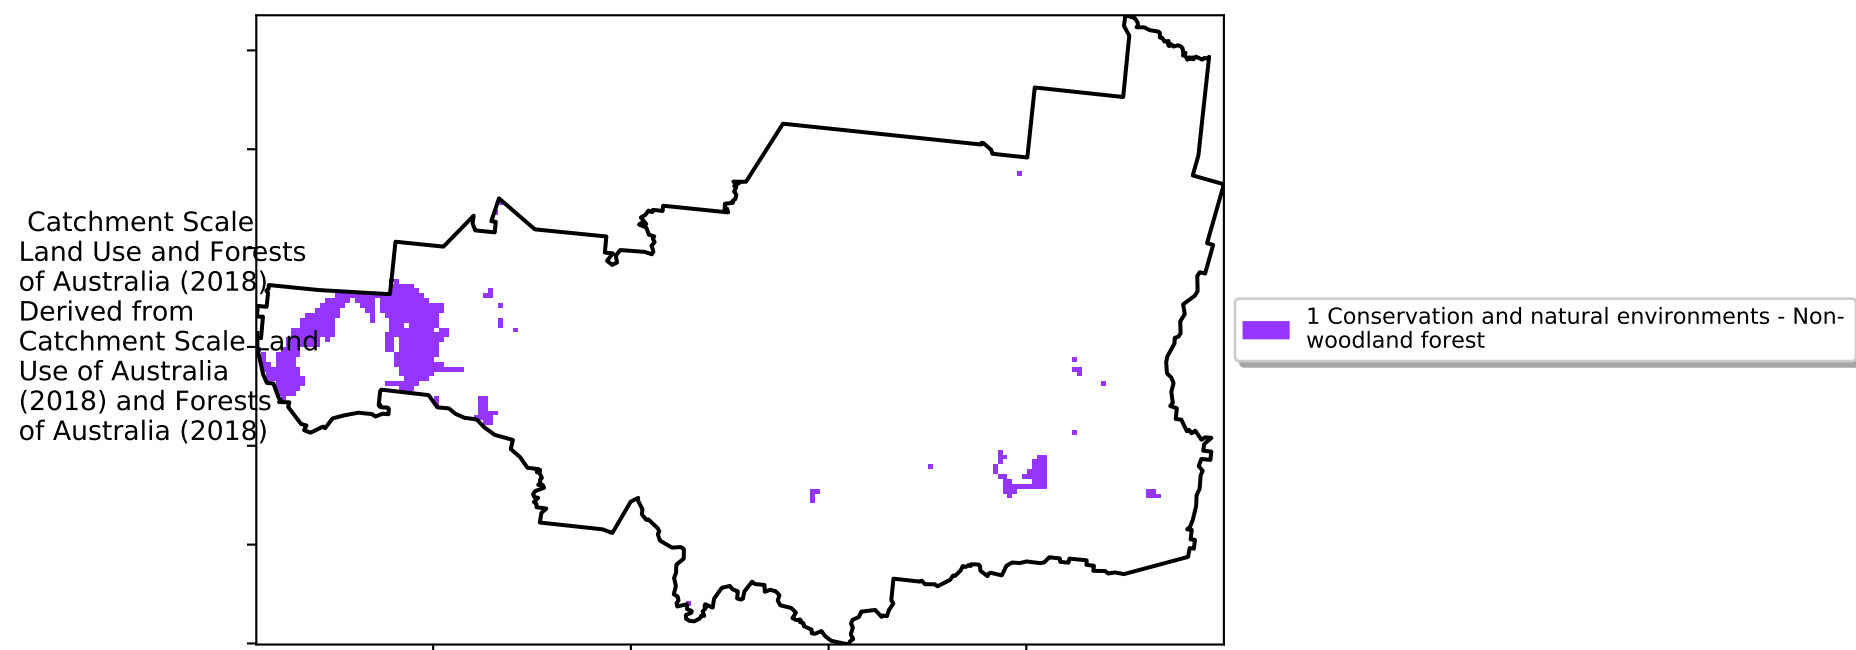 Catchment Scale
Land Use and Forests
of Australia (2018)
Derived from
Catchment Scale Land
Use of Australia
(2018) and Forests
of Australia (2018)
1 Conservation and natural environments - Non-
woodland forest